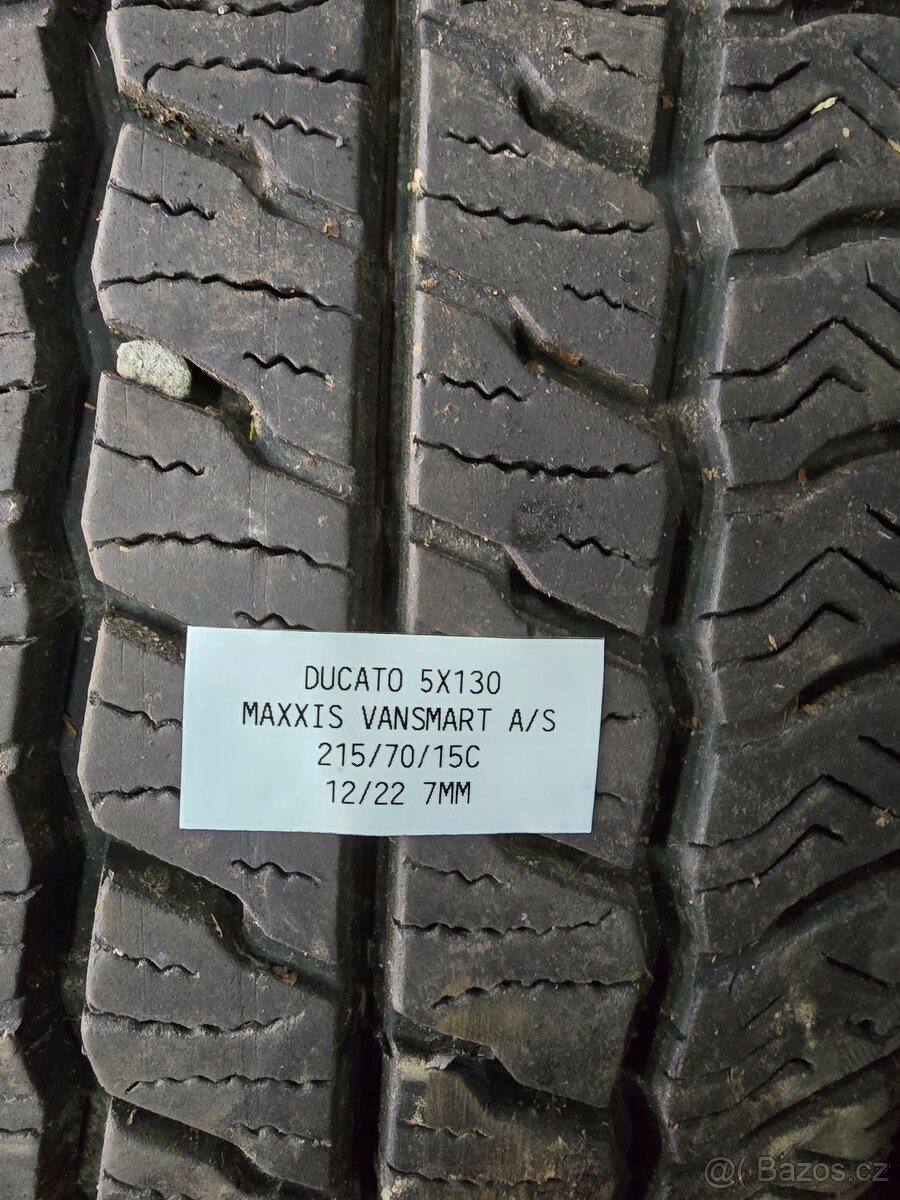 DUCATO 5X130
MAXXIS VANSMART A/S
215/70/15C
12/22 7MM
@( Bazos.cz